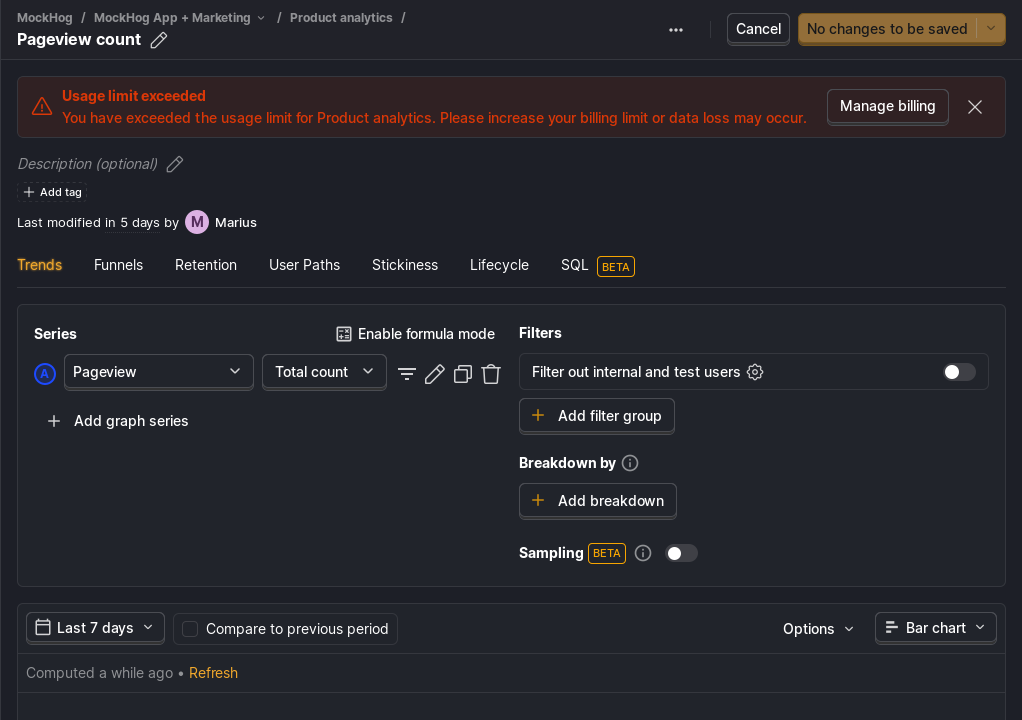 MockHog / MockHog App + Marketing / Product analytics /
Pageview count
Cancel
No changes to be saved
Usage limit exceeded
You have exceeded the usage limit for Product analytics. Please increase your billing limit or data loss may occur.
Manage billing
Description (optional)
Add tag
Last modified in 5 days by M Marius
Trends Funnels Retention User Paths Stickiness Lifecycle SQL BETA
Series
Enable formula mode
A Pageview Total count
Add graph series
Filters
Filter out internal and test users
Add filter group
Breakdown by
Add breakdown
Sampling BETA
Last 7 days Compare to previous period Options Bar chart
Computed a while ago • Refresh